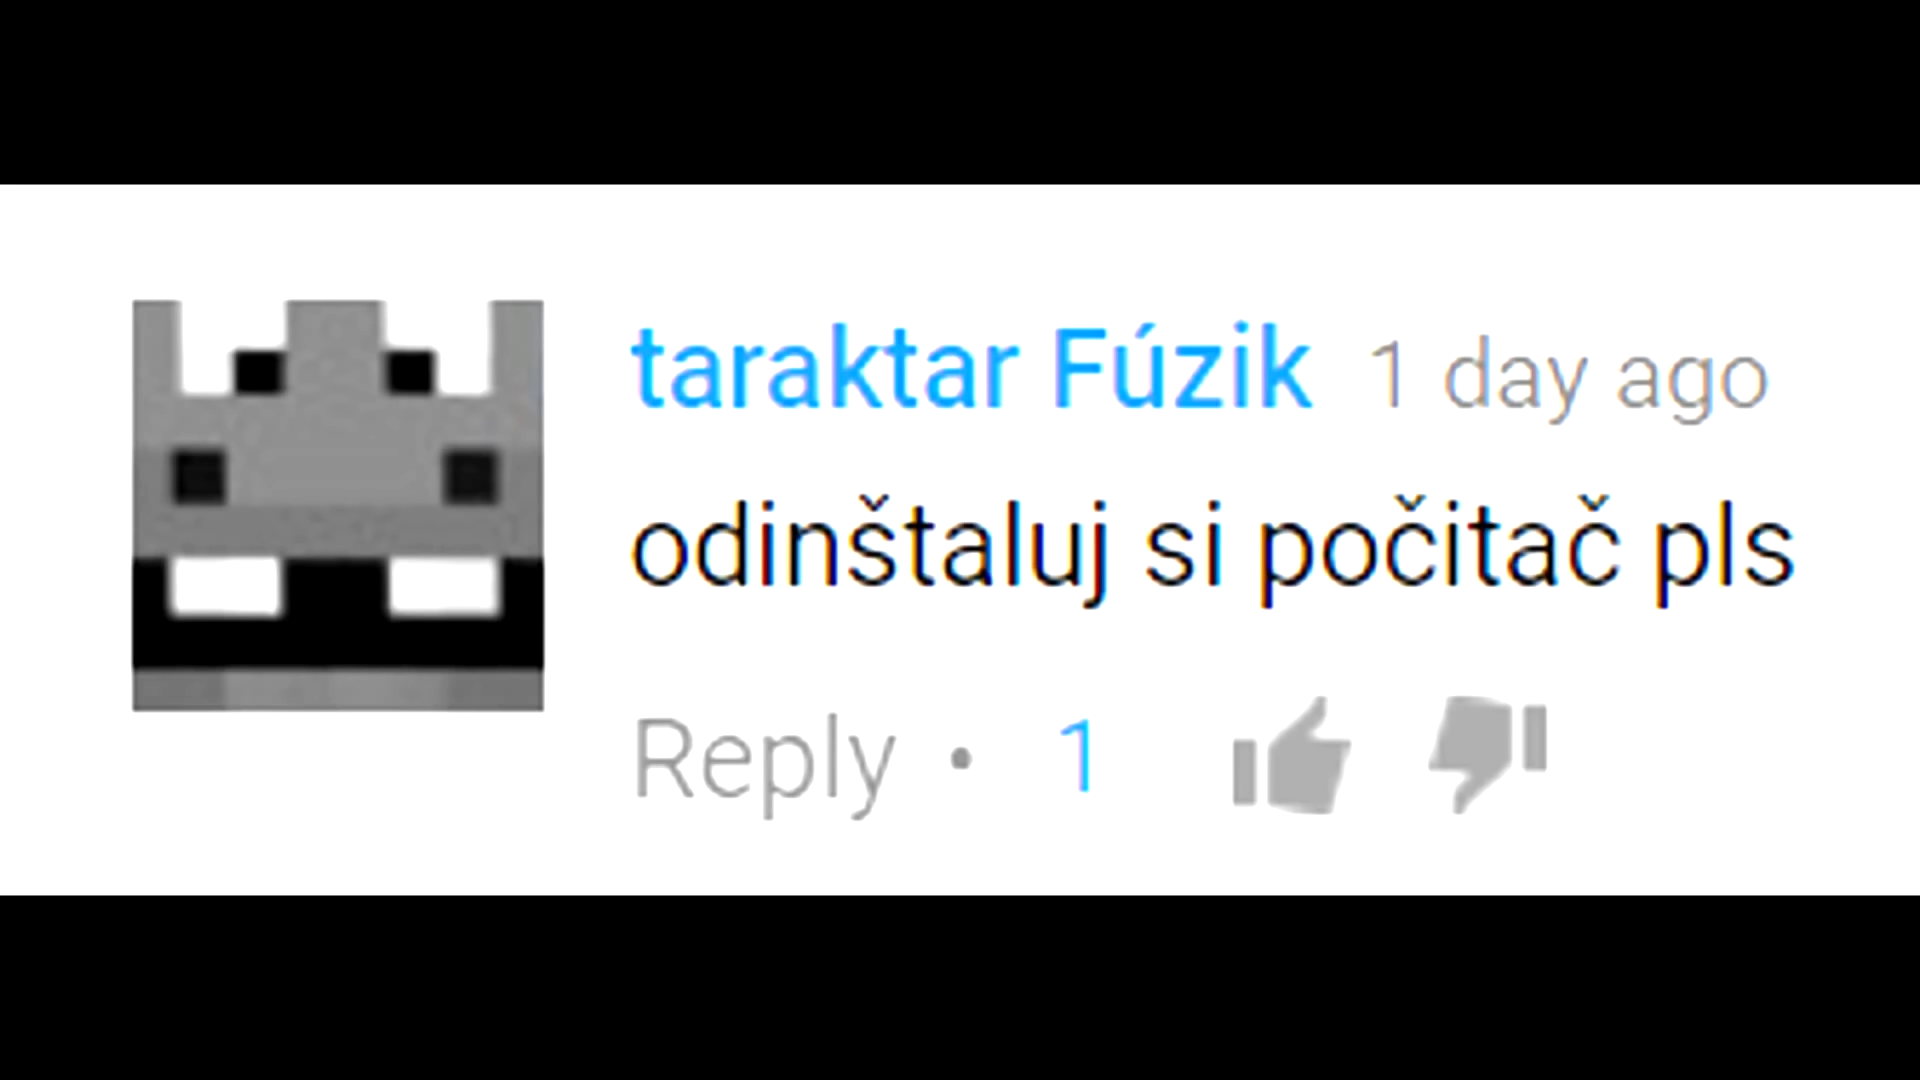 taraktar Fúzik 1 day ago
odinštaluj si počitač pls
Reply • 1